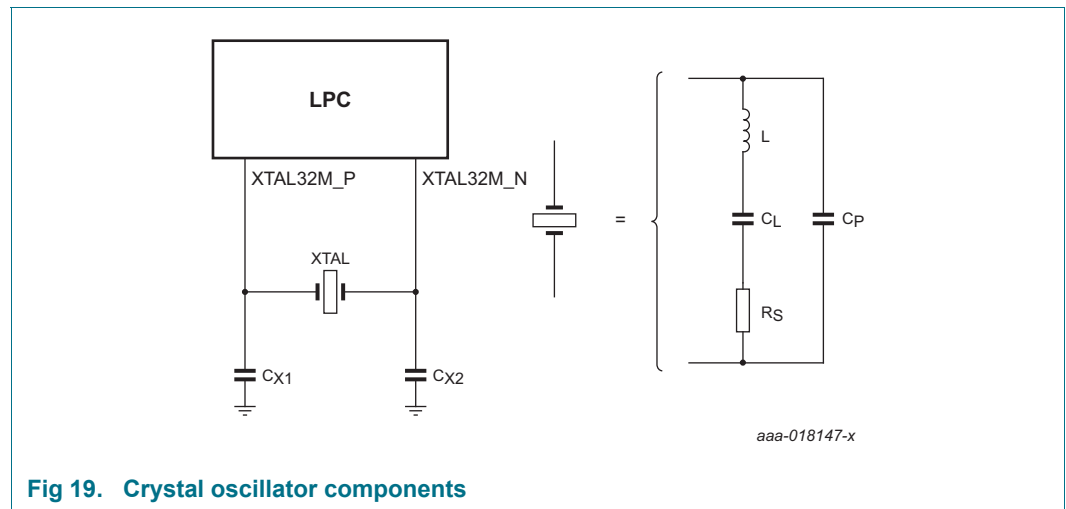 LPC
XTAL32M_P
XTAL32M_N
XTAL
CX1
CX2
=
L
CL
CP
RS
aaa-018147-x
Fig 19. Crystal oscillator components